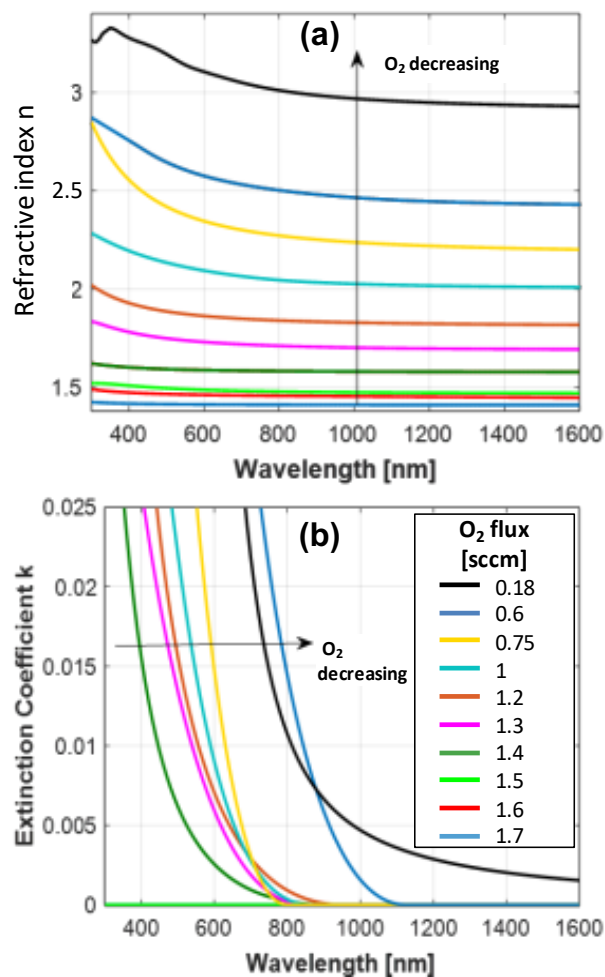 (a)
O₂ decreasing
Refractive index n
3
2.5
2
1.5
400 600 800 1000 1200 1400 1600
Wavelength [nm]
(b)
Extinction Coefficient k
0.025
0.02
0.015
0.01
0.005
0
O₂
decreasing
O₂ flux
[sccm]
0.18
0.6
0.75
1
1.2
1.3
1.4
1.5
1.6
1.7
400 600 800 1000 1200 1400 1600
Wavelength [nm]